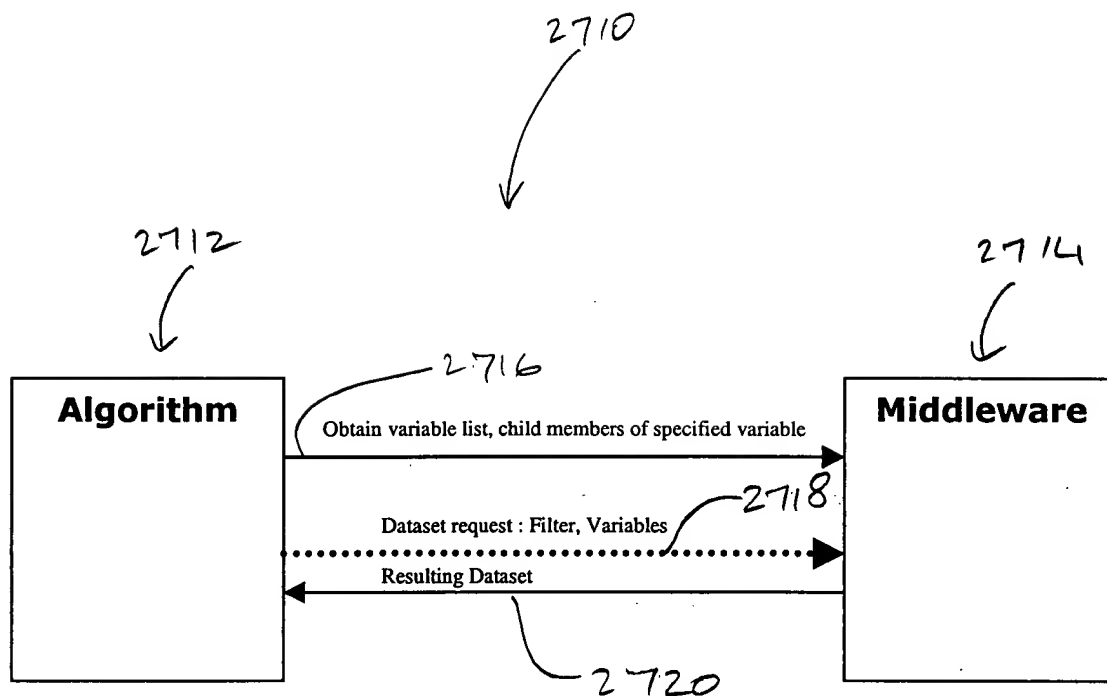 2710
2712
2714
2716
Algorithm
Middleware
Obtain variable list, child members of specified variable
2718
Dataset request : Filter, Variables
Resulting Dataset
2720